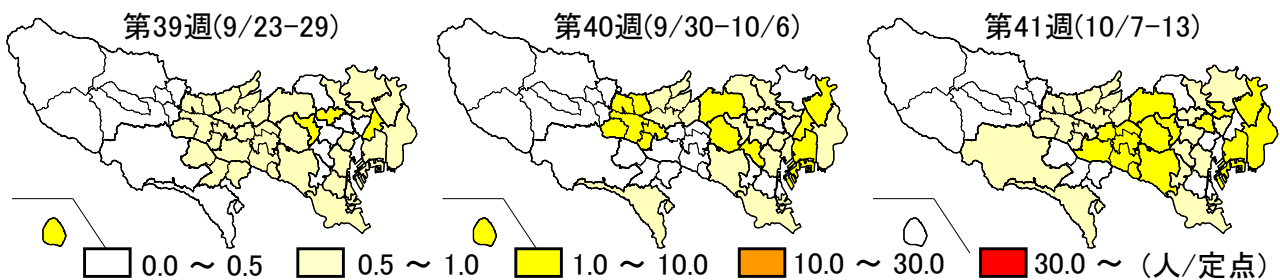 第39週(9/23-29) 第40週(9/30-10/6) 第41週(10/7-13)
0.0 ～ 0.5 0.5 ～ 1.0 1.0 ～ 10.0 10.0 ～ 30.0 30.0 ～ (人/定点)